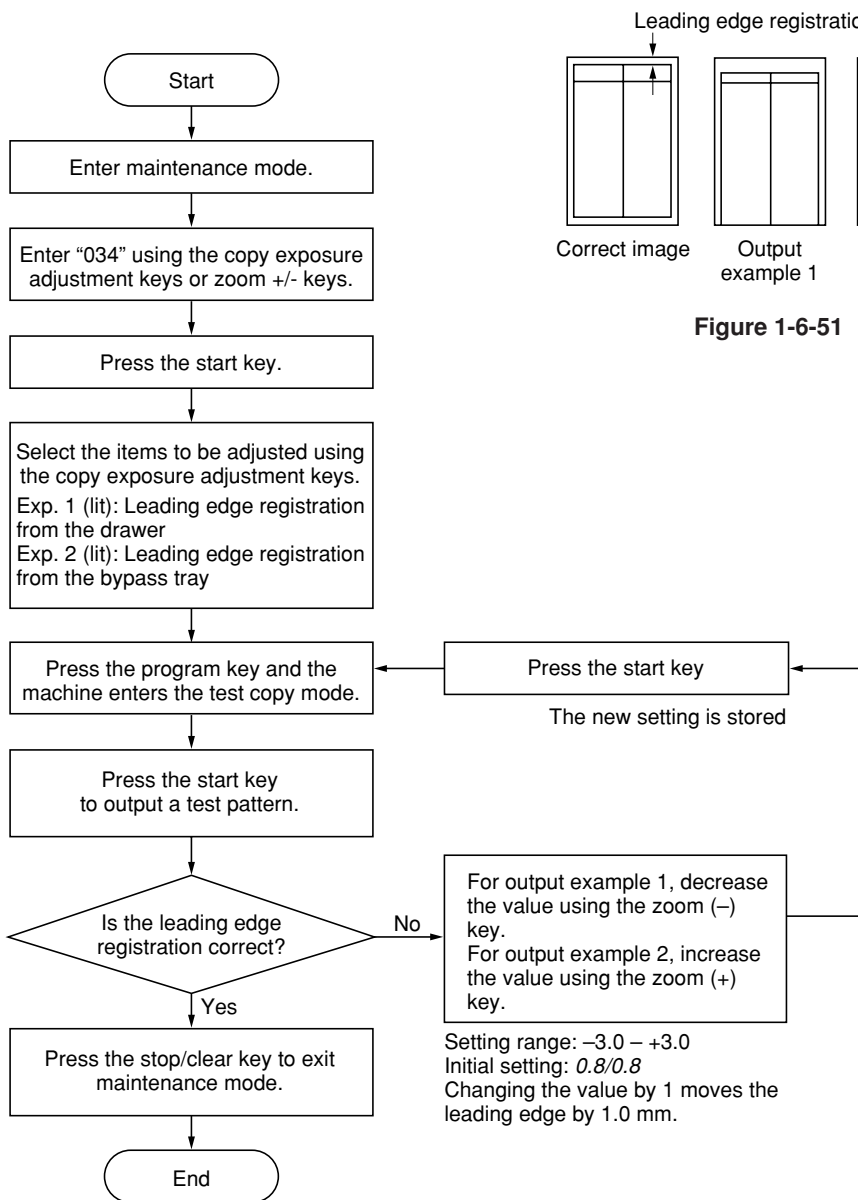 Leading edge registratio
Start
Enter maintenance mode.
Enter “034” using the copy exposure
adjustment keys or zoom +/- keys.
Press the start key.
Select the items to be adjusted using
the copy exposure adjustment keys.
Exp. 1 (lit): Leading edge registration
from the drawer
Exp. 2 (lit): Leading edge registration
from the bypass tray
Press the program key and the
machine enters the test copy mode.
Press the start key
to output a test pattern.
Is the leading edge
registration correct?
No
Yes
Press the stop/clear key to exit
maintenance mode.
End
Correct image
Output
example 1
Figure 1-6-51
Press the start key
The new setting is stored
For output example 1, decrease
the value using the zoom (–)
key.
For output example 2, increase
the value using the zoom (+)
key.
Setting range: –3.0 – +3.0
Initial setting: 0.8/0.8
Changing the value by 1 moves the
leading edge by 1.0 mm.